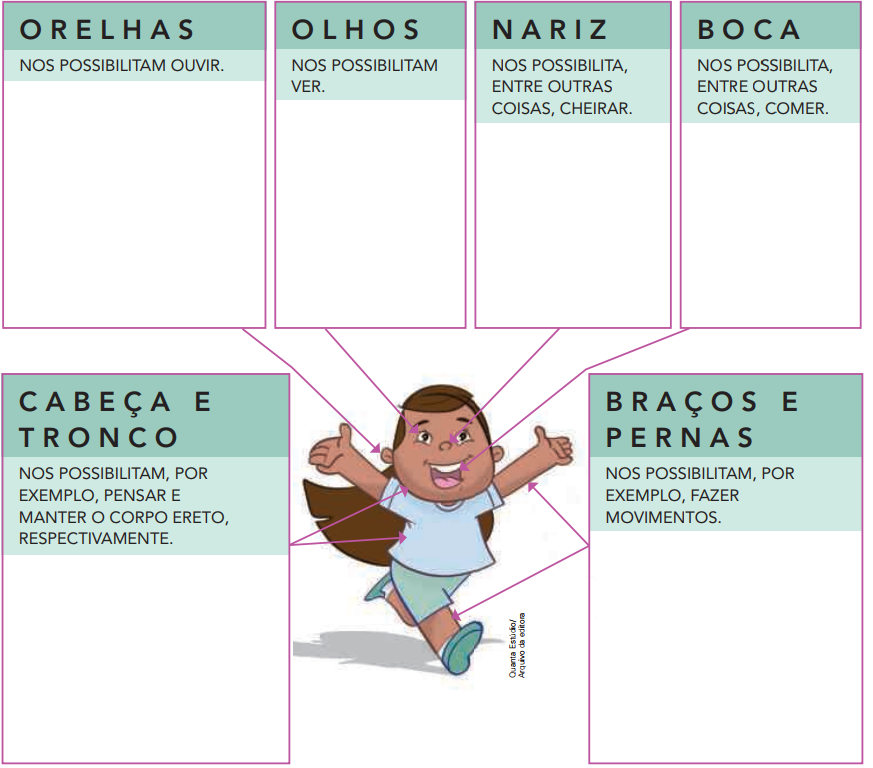 ORELHAS
NOS POSSIBILITAM OUVIR.
OLHOS
NOS POSSIBILITAM
VER.
NARIZ
NOS POSSIBILITA,
ENTRE OUTRAS
COISAS, CHEIRAR.
BOCA
NOS POSSIBILITA,
ENTRE OUTRAS
COISAS, COMER.
CABEÇA E
TRONCO
NOS POSSIBILITAM, POR
EXEMPLO, PENSAR E
MANTER O CORPO ERETO,
RESPECTIVAMENTE.
BRAÇOS E
PERNAS
NOS POSSIBILITAM, POR
EXEMPLO, FAZER
MOVIMENTOS.
Quanta Estúdio/
Arquivo da editora